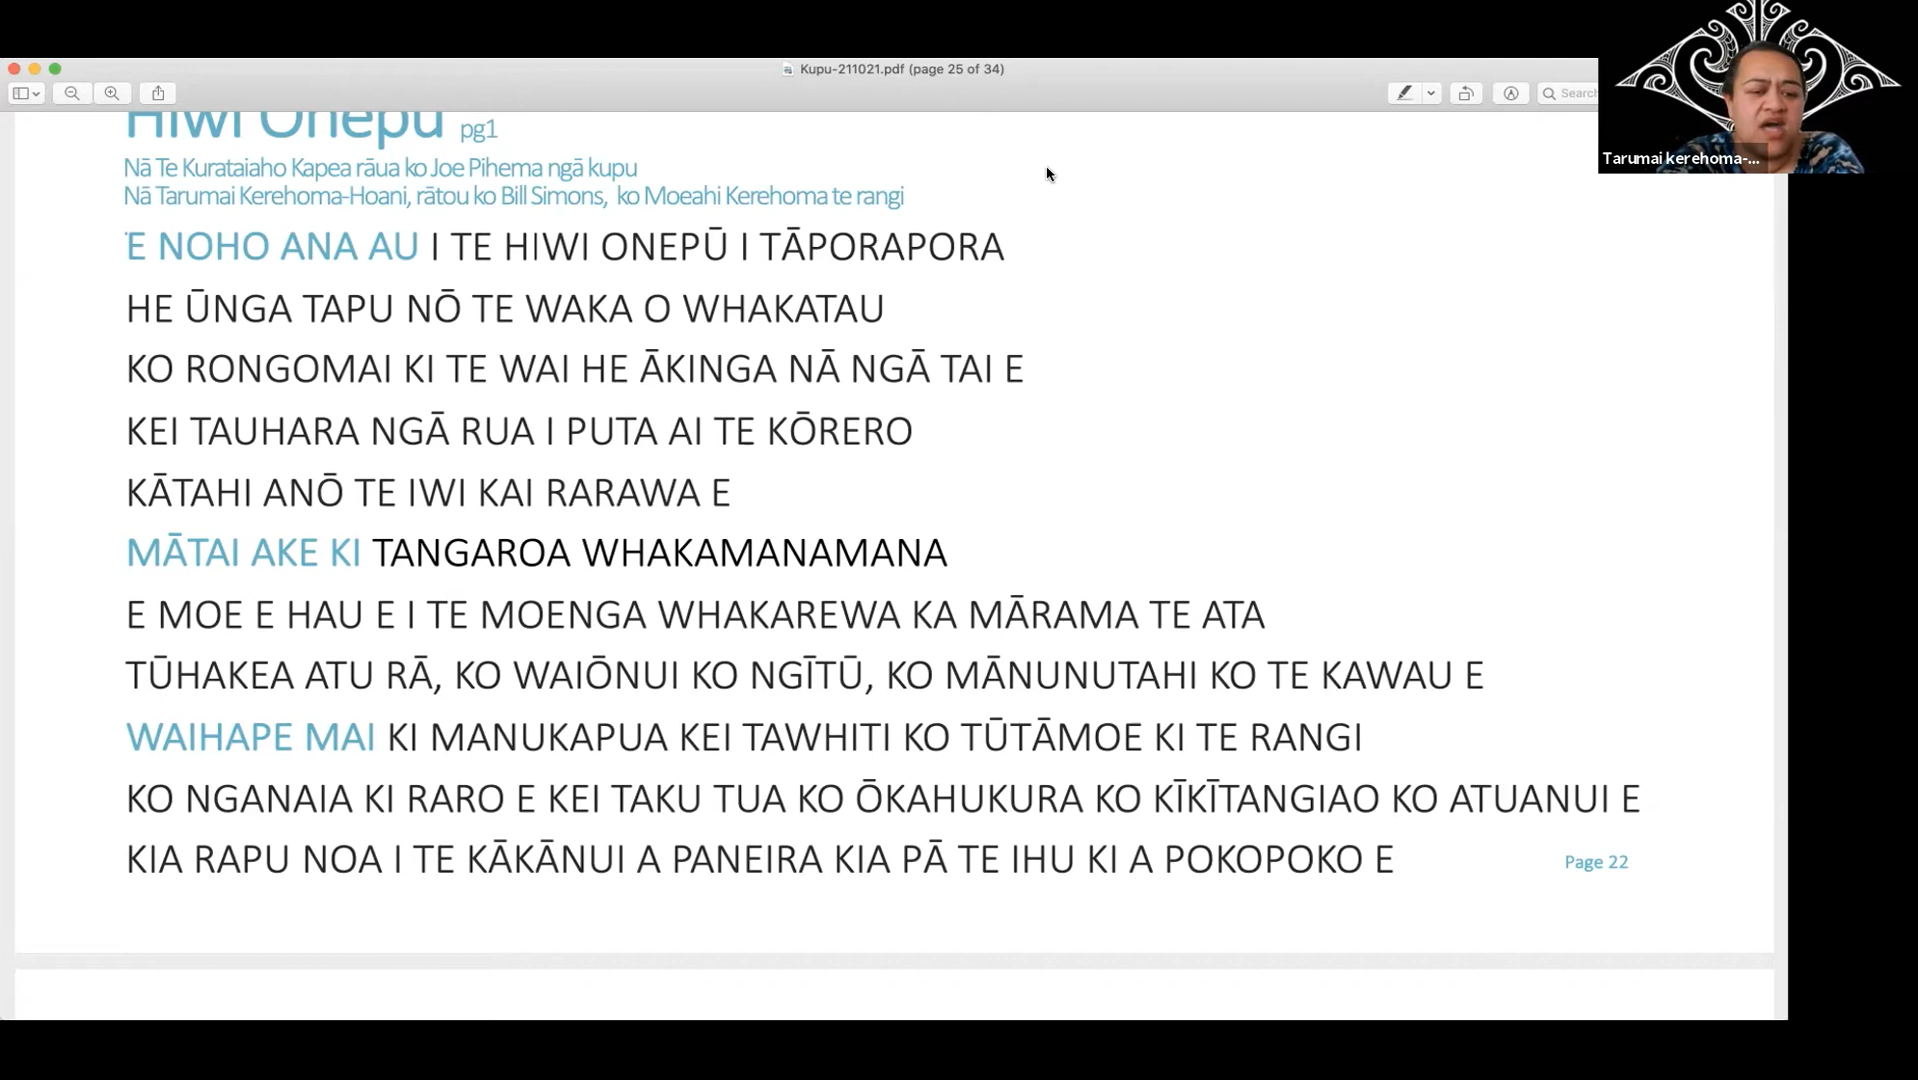 Kupu-211021.pdf (page 25 of 34)
Search
Tarumai kerehoma-...
Hiwi Onepu pg1
Nā Te Kurataiaho Kapea rāua ko Joe Pihema ngā kupu
Nā Tarumai Kerehoma-Hoani, rātou ko Bill Simons, ko Moeahi Kerehoma te rangi
E NOHO ANA AU I TE HIWI ONEPŪ I TĀPORAPORA
HE ŪNGA TAPU NŌ TE WAKA O WHAKATAU
KO RONGOMAI KI TE WAI HE ĀKINGA NĀ NGĀ TAI E
KEI TAUHARA NGĀ RUA I PUTA AI TE KŌRERO
KĀTAHI ANŌ TE IWI KAI RARAWA E
MĀTAI AKE KI TANGAROA WHAKAMANAMANA
E MOE E HAU E I TE MOENGA WHAKAREWA KA MĀRAMA TE ATA
TŪHAKEA ATU RĀ, KO WAIŌNUI KO NGĪTŪ, KO MĀNUNUTAHI KO TE KAWAU E
WAIHAPE MAI KI MANUKAPUA KEI TAWHITI KO TŪTĀMOE KI TE RANGI
KO NGANAIA KI RARO E KEI TAKU TUA KO ŌKAHUKURA KO KĪKĪTANGIAO KO ATUANUI E
KIA RAPU NOA I TE KĀKĀNUI A PANEIRA KIA PĀ TE IHU KI A POKOPOKO E
Page 22